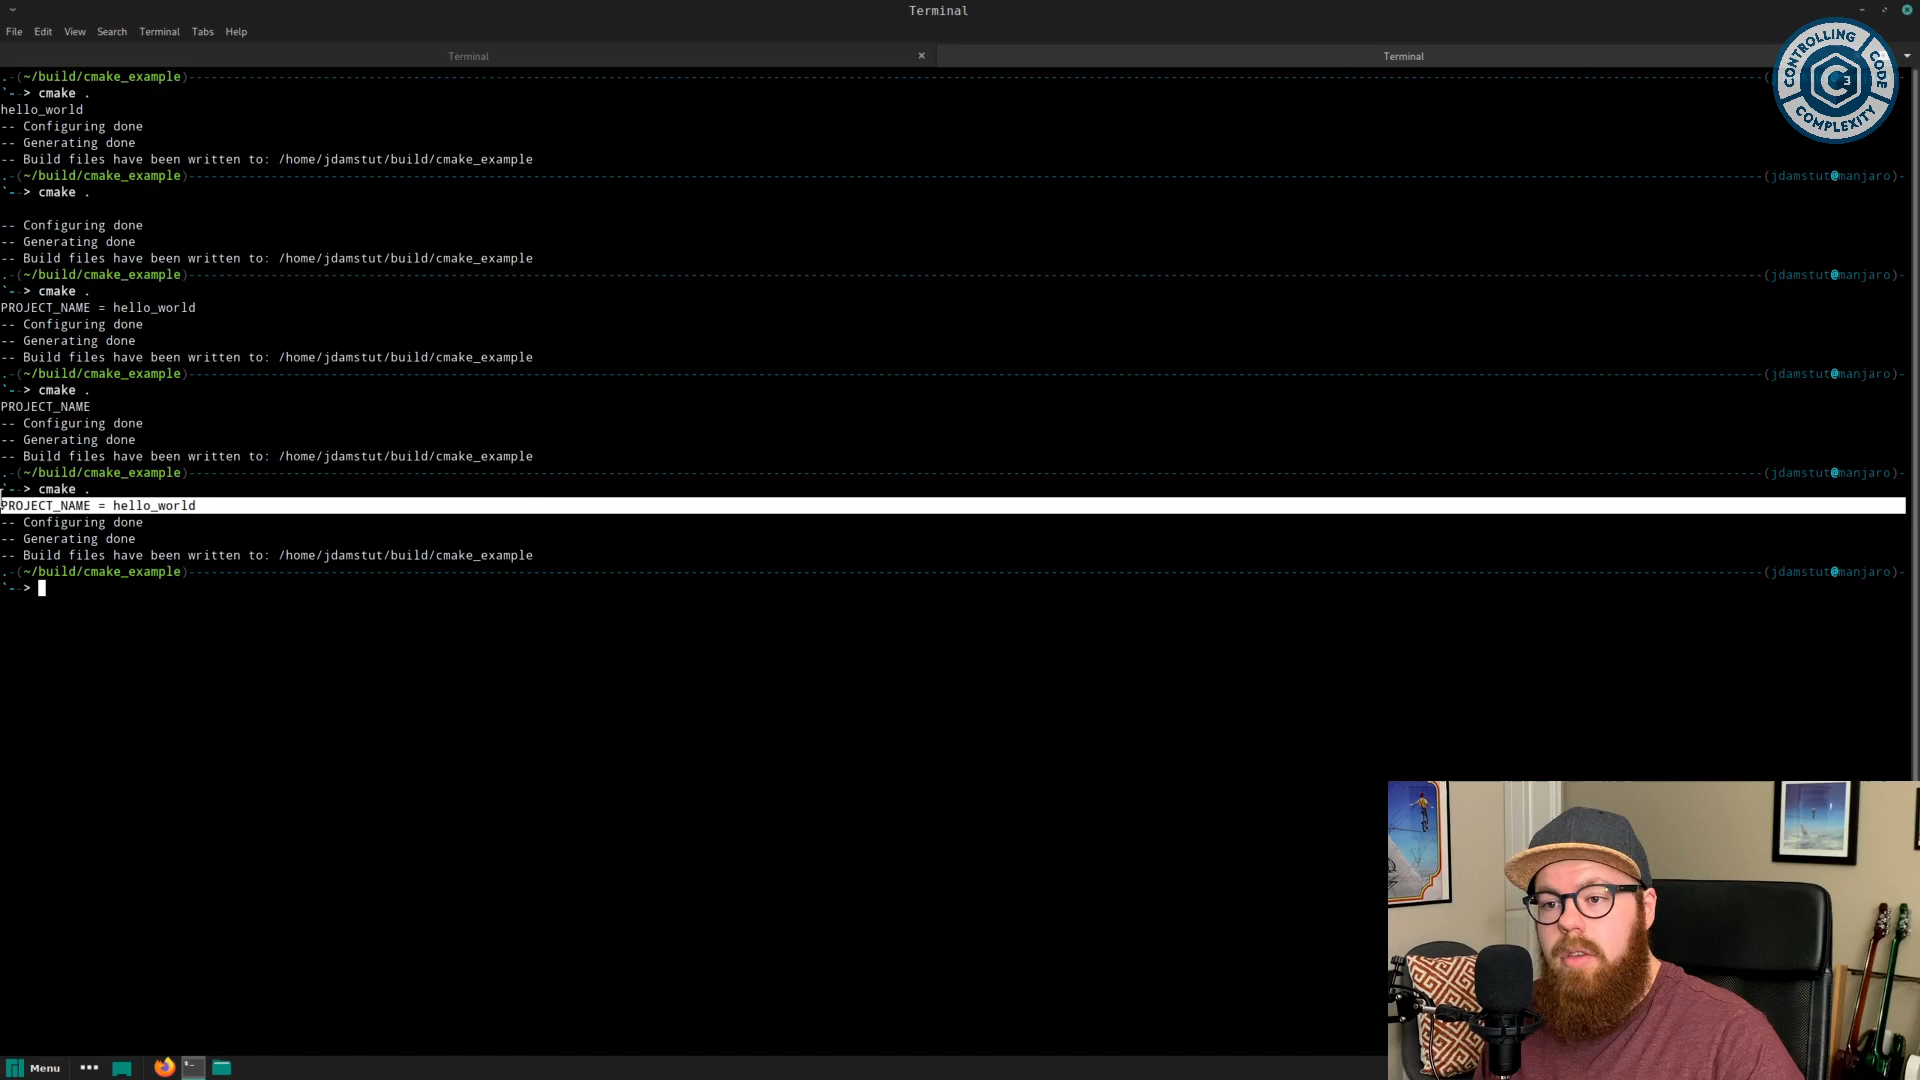 Terminal
File Edit View Search Terminal Tabs Help
Terminal
Terminal
CONTROLLING CODE COMPLEXITY
C 3
.-(~/build/cmake_example)
`--> cmake .
hello_world
-- Configuring done
-- Generating done
-- Build files have been written to: /home/jdamstut/build/cmake_example
.-(~/build/cmake_example) (jdamstut@manjaro)-
`--> cmake .
-- Configuring done
-- Generating done
-- Build files have been written to: /home/jdamstut/build/cmake_example
.-(~/build/cmake_example) (jdamstut@manjaro)-
`--> cmake .
PROJECT_NAME = hello_world
-- Configuring done
-- Generating done
-- Build files have been written to: /home/jdamstut/build/cmake_example
.-(~/build/cmake_example) (jdamstut@manjaro)-
`--> cmake .
PROJECT_NAME
-- Configuring done
-- Generating done
-- Build files have been written to: /home/jdamstut/build/cmake_example
.-(~/build/cmake_example) (jdamstut@manjaro)-
`--> cmake .
PROJECT_NAME = hello_world
-- Configuring done
-- Generating done
-- Build files have been written to: /home/jdamstut/build/cmake_example
.-(~/build/cmake_example) (jdamstut@manjaro)-
`-->
Menu